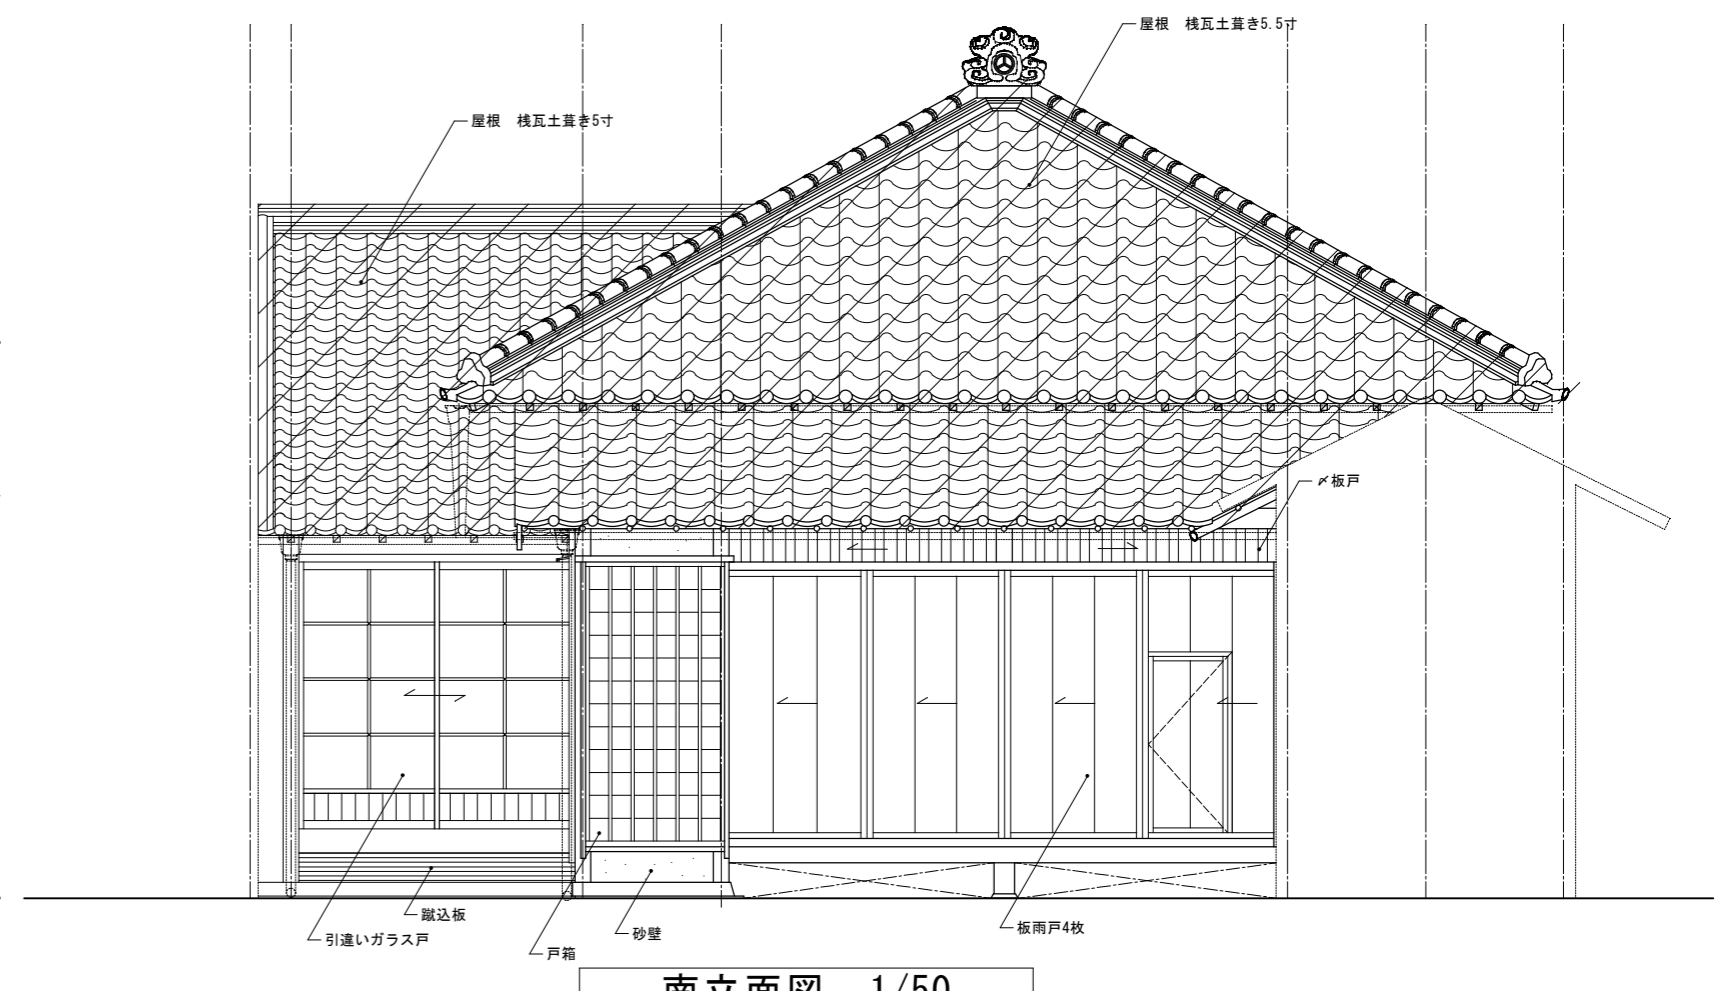 屋根　桟瓦土葺き5.5寸
屋根　桟瓦土葺き5寸
〆板戸
蹴込板
引違いガラス戸
戸箱
砂壁
板雨戸4枚
南立面図　1/50